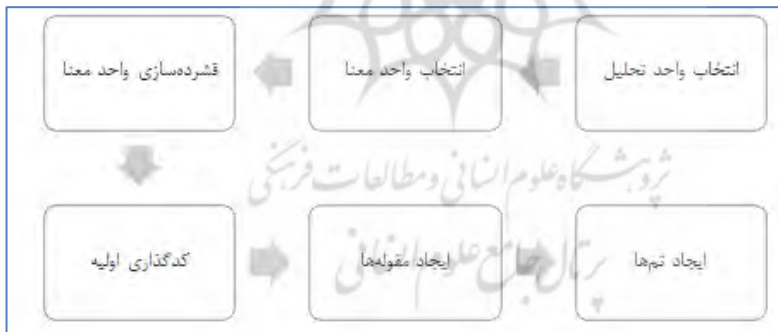 انتخاب واحد تحلیل
انتخاب واحد معنا
قشرده‌سازی واحد معنا
پژوهشگاه علوم انسانی و مطالعات فرهنگی
کدگذاری اولیه
ایجاد مقوله‌ها
ایجاد تم‌ها
پرتال جامع علوم انسانی